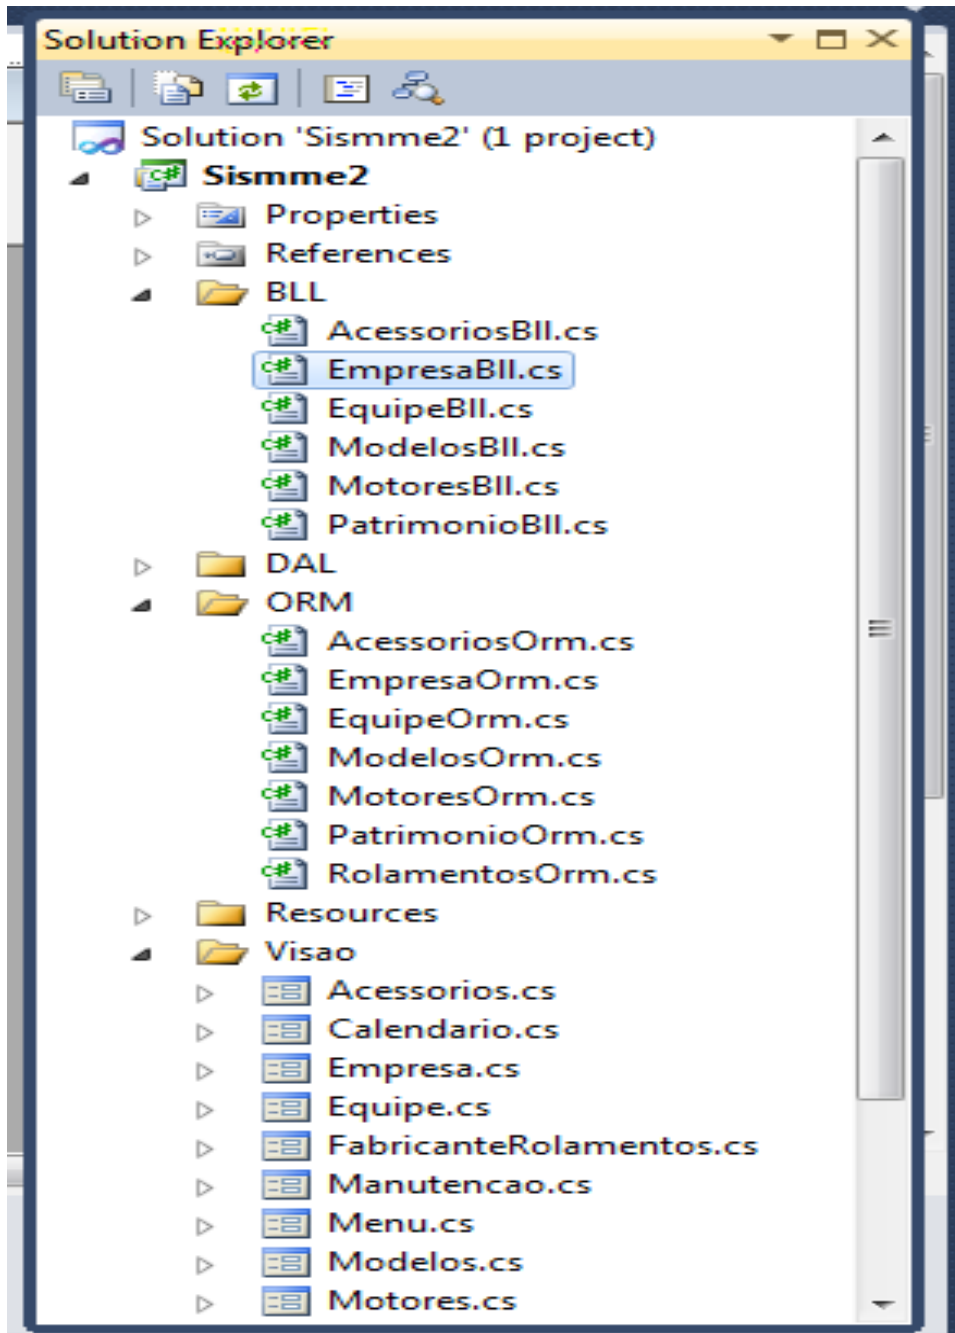 Solution Explorer
Solution 'Sismme2' (1 project)
Sismme2
Properties
References
BLL
AcessoriosBll.cs
EmpresaBll.cs
EquipeBll.cs
ModelosBll.cs
MotoresBll.cs
PatrimonioBll.cs
DAL
ORM
AcessoriosOrm.cs
EmpresaOrm.cs
EquipeOrm.cs
ModelosOrm.cs
MotoresOrm.cs
PatrimonioOrm.cs
RolamentosOrm.cs
Resources
Visao
Acessorios.cs
Calendario.cs
Empresa.cs
Equipe.cs
FabricanteRolamentos.cs
Manutencao.cs
Menu.cs
Modelos.cs
Motores.cs